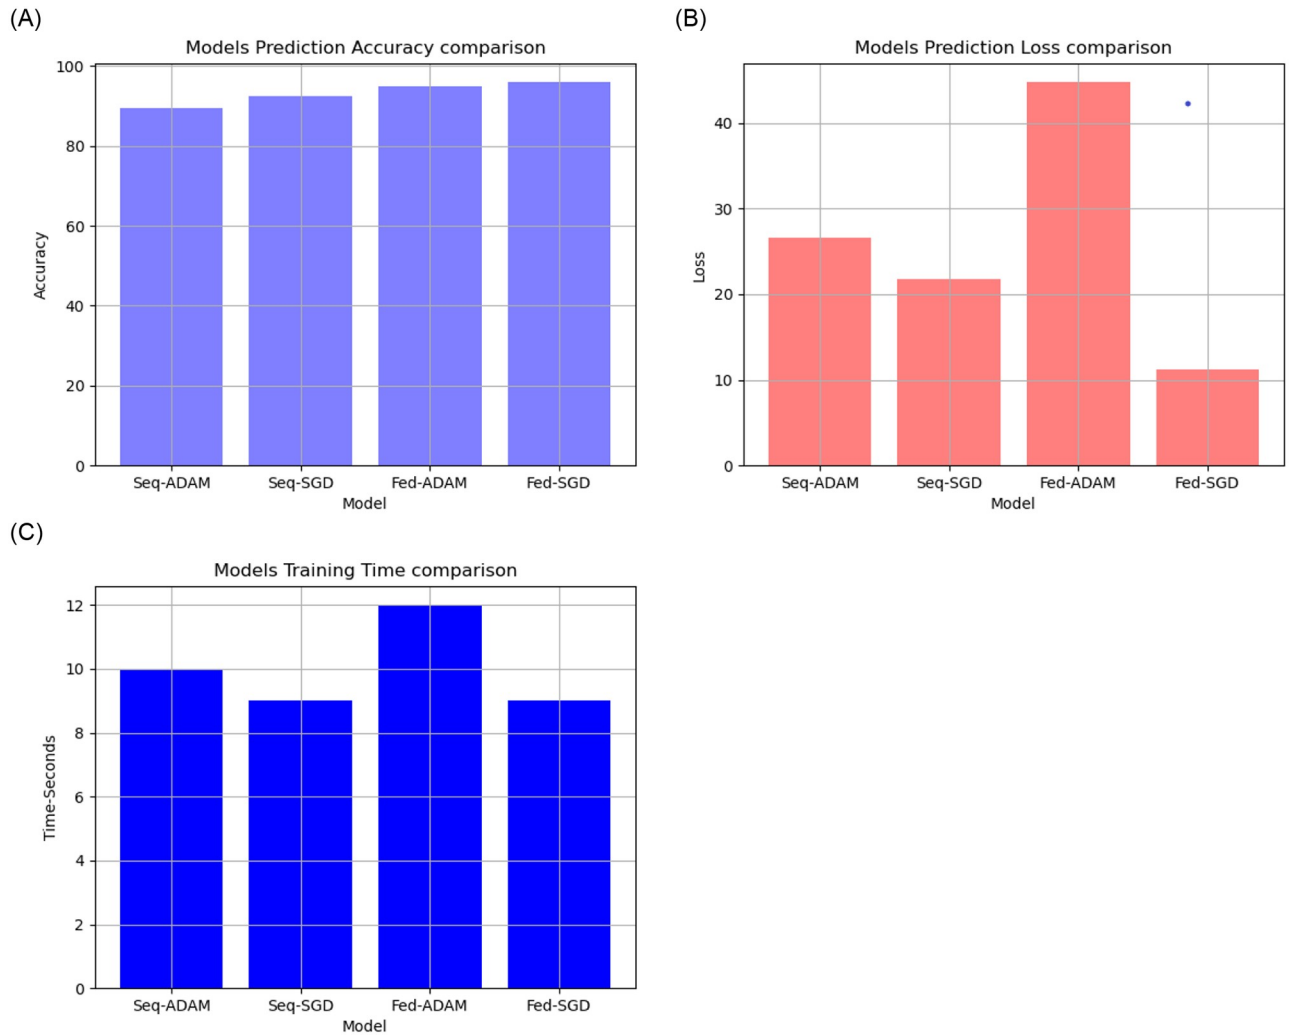 (A)
Models Prediction Accuracy comparison
100
80
60
40
20
0
Accuracy
Seq-ADAM Seq-SGD Fed-ADAM Fed-SGD
Model
(B)
Models Prediction Loss comparison
40
30
20
10
0
Loss
Seq-ADAM Seq-SGD Fed-ADAM Fed-SGD
Model
(C)
Models Training Time comparison
12
10
8
6
4
2
0
Time-Seconds
Seq-ADAM Seq-SGD Fed-ADAM Fed-SGD
Model